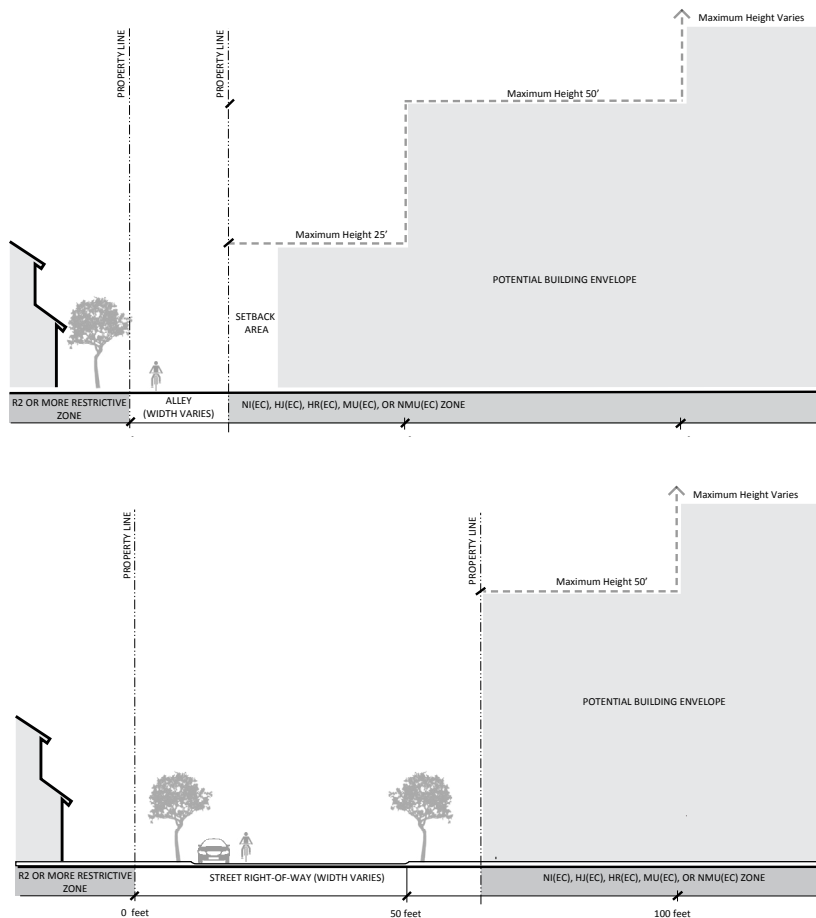 Maximum Height Varies
PROPERTY LINE
PROPERTY LINE
Maximum Height 50’
Maximum Height 25’
POTENTIAL BUILDING ENVELOPE
SETBACK
AREA
R2 OR MORE RESTRICTIVE
ZONE
ALLEY
(WIDTH VARIES)
NI(EC), HJ(EC), HR(EC), MU(EC), OR NMU(EC) ZONE
Maximum Height Varies
PROPERTY LINE
PROPERTY LINE
Maximum Height 50’
POTENTIAL BUILDING ENVELOPE
R2 OR MORE RESTRICTIVE
ZONE
STREET RIGHT-OF-WAY (WIDTH VARIES)
NI(EC), HJ(EC), HR(EC), MU(EC), OR NMU(EC) ZONE
0 feet
50 feet
100 feet